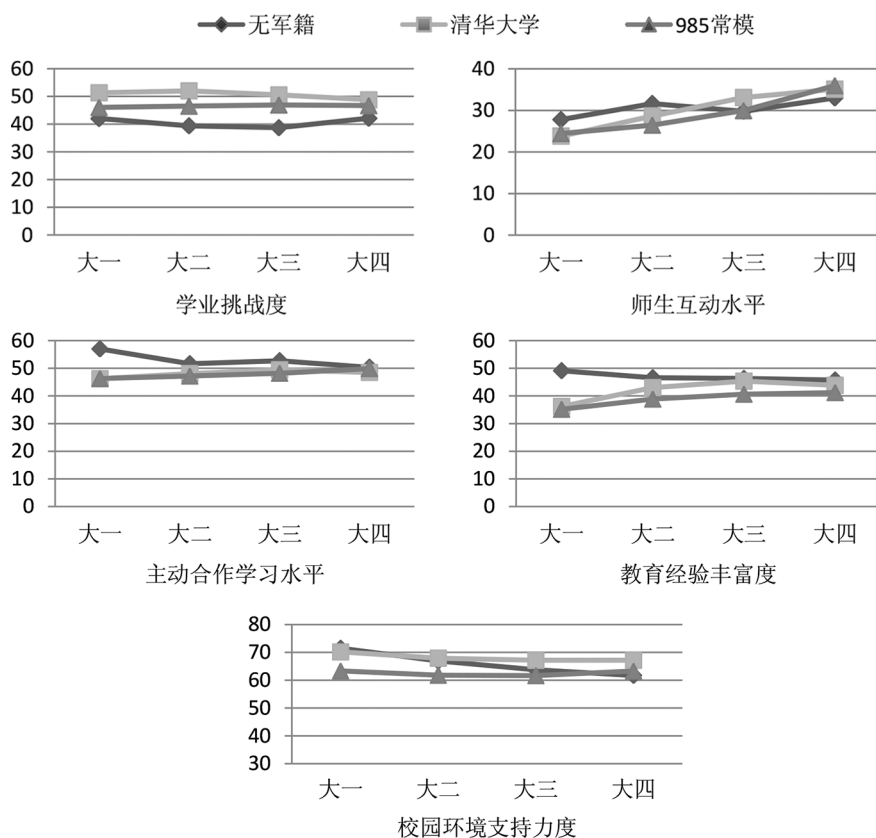 无军籍 清华大学 985常模
60
50
40
30
20
10
0
大一 大二 大三 大四
学业挑战度
40
30
20
10
0
大一 大二 大三 大四
师生互动水平
60
50
40
30
20
10
0
大一 大二 大三 大四
主动合作学习水平
60
50
40
30
20
10
0
大一 大二 大三 大四
教育经验丰富度
80
70
60
50
40
30
大一 大二 大三 大四
校园环境支持力度